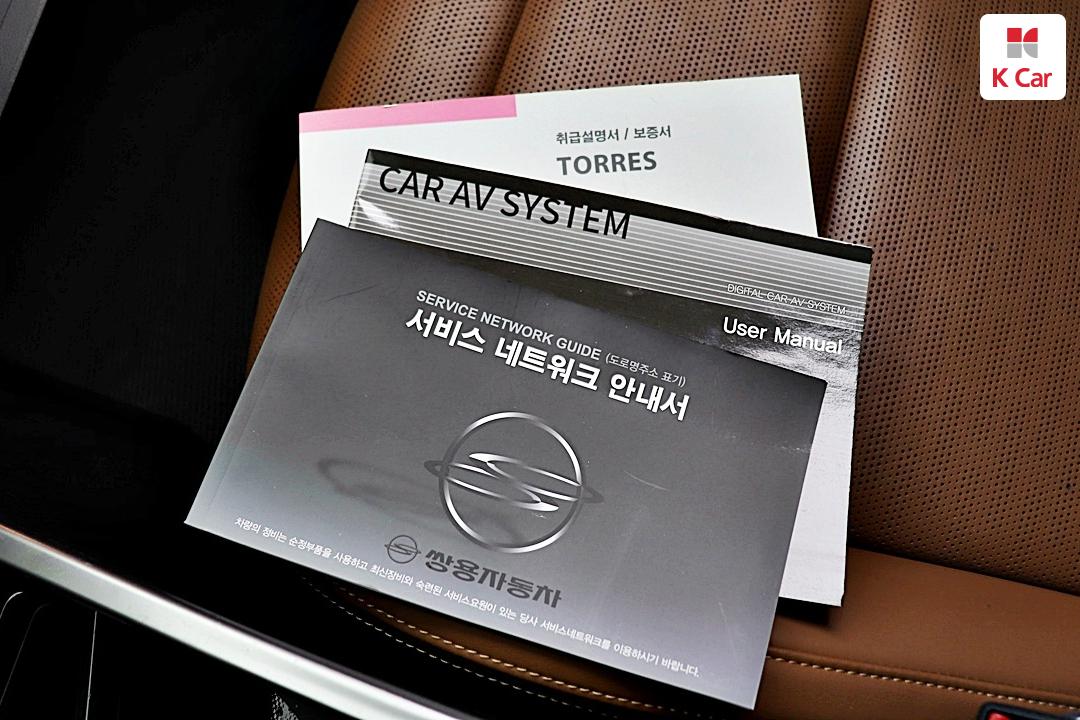 K Car
취급설명서 / 보증서
TORRES
CAR AV SYSTEM
DIGITAL CAR AV SYSTEM
User Manual
SERVICE NETWORK GUIDE (도로명주소 표기)
서비스 네트워크 안내서
쌍용자동차
차량의 정비는 순정부품을 사용하고 최신장비와 숙련된 서비스요원이 있는 당사 서비스네트워크를 이용하시기 바랍니다.